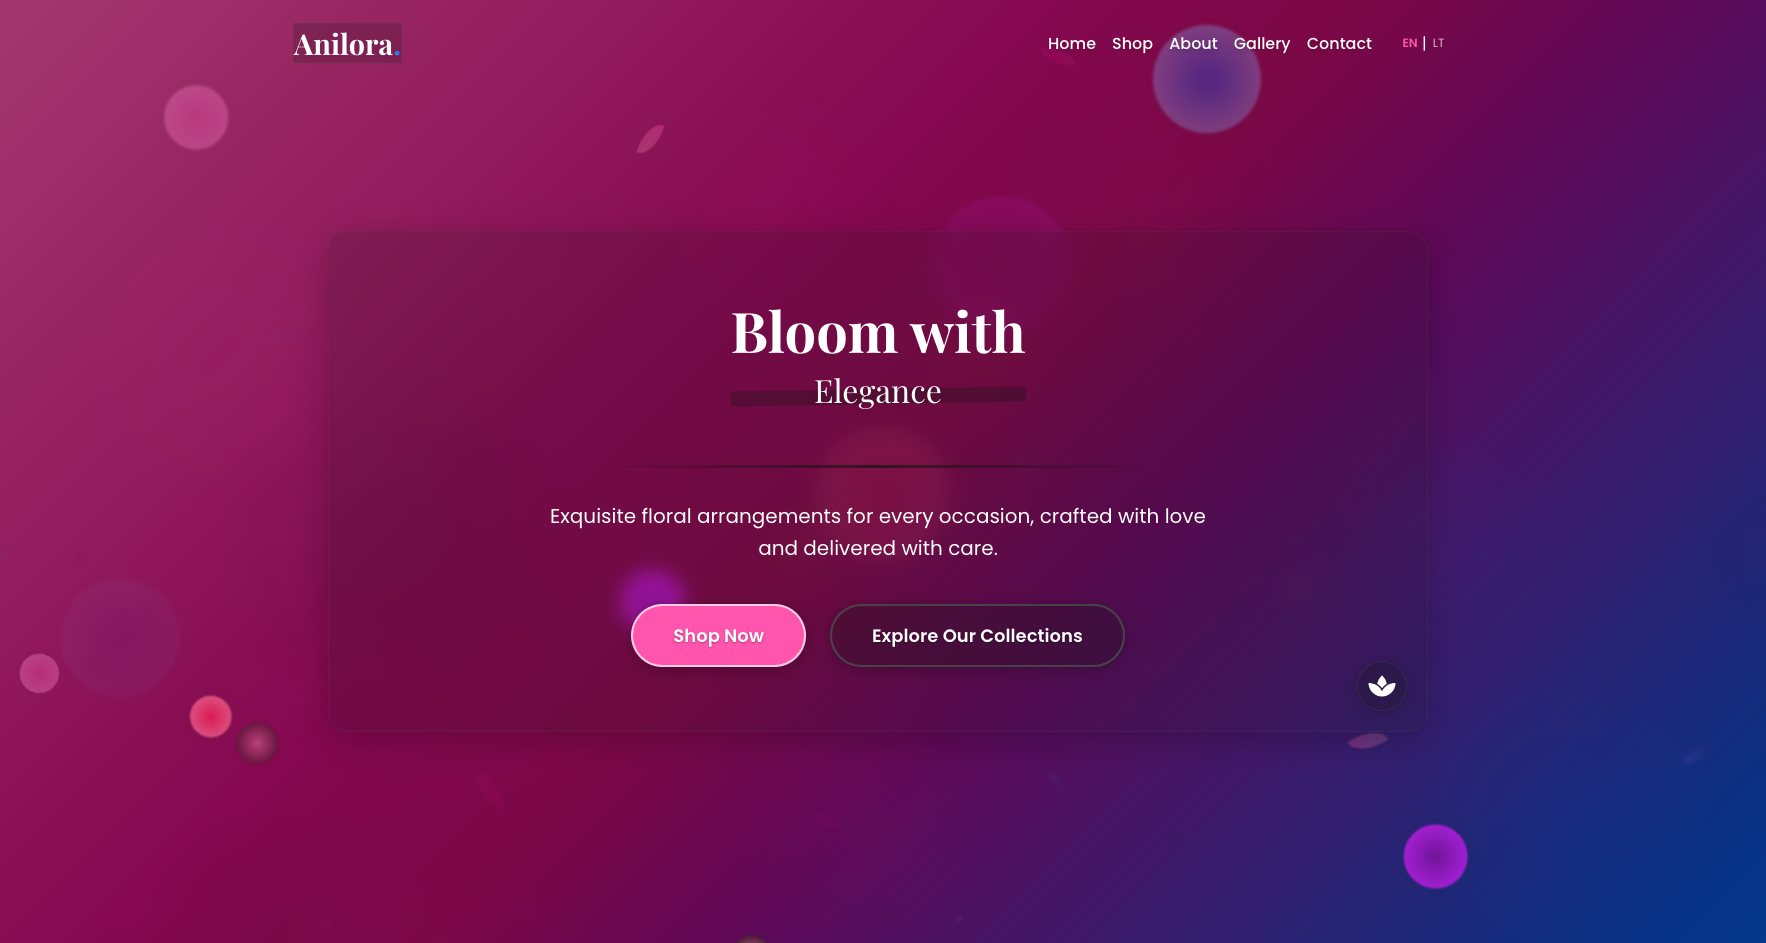 Anilora.
Home Shop About Gallery Contact EN | LT
Bloom with
Elegance
Exquisite floral arrangements for every occasion, crafted with love
and delivered with care.
Shop Now
Explore Our Collections